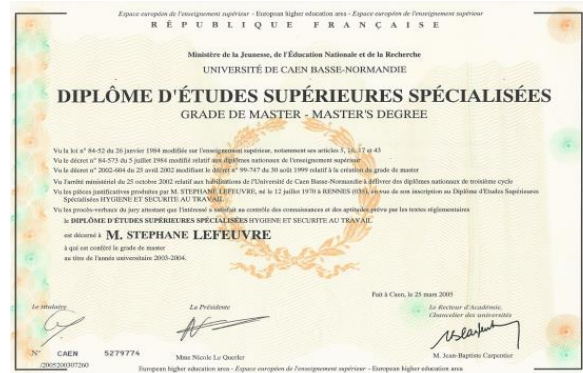 Espace européen de l'enseignement supérieur - European higher education area - Espace européen de l'enseignement supérieur
RÉPUBLIQUE FRANÇAISE
Ministère de la Jeunesse, de l'Éducation Nationale et de la Recherche
UNIVERSITÉ DE CAEN BASSE-NORMANDIE
DIPLÔME D'ÉTUDES SUPÉRIEURES SPÉCIALISÉES
GRADE DE MASTER - MASTER'S DEGREE
Vu la loi n° 84-52 du 26 janvier 1984 modifiée sur l'enseignement supérieur, notamment ses articles 5, 16, 17 et 43
Vu le décret n° 84-573 du 5 juillet 1984 modifié relatif aux diplômes nationaux de l'enseignement supérieur
Vu le décret n° 2002-604 du 25 avril 2002 modifiant le décret n° 99-747 du 30 août 1999 relatif à la création du grade de master
Vu l'arrêté ministériel du 25 octobre 2002 relatif aux habilitations de l'Université de Caen Basse-Normandie à délivrer des diplômes nationaux de troisième cycle
Vu les pièces justificatives produites par M. STEPHANE LEFEUVRE, né le 12 juillet 1970 à RENNES (035), en vue de son inscription au Diplôme d'Etudes Supérieures
Spécialisées HYGIENE ET SECURITE AU TRAVAIL
Vu les procès-verbaux du jury attestant que l'intéressé a satisfait au contrôle des connaissances et des aptitudes prévu par les textes réglementaires
le DIPLÔME D'ÉTUDES SUPÉRIEURES SPÉCIALISÉES HYGIENE ET SECURITE AU TRAVAIL
est décerné à M. STEPHANE LEFEUVRE
à qui est conféré le grade de master
au titre de l'année universitaire 2003-2004.
Fait à Caen, le 25 mars 2005
Le titulaire
La Présidente
Le Recteur d'Académie,
Chancelier des universités
N° CAEN 5279774
/2005200307260
Mme Nicole Le Querler
M. Jean-Baptiste Carpentier
European higher education area - Espace européen de l'enseignement supérieur - European higher education area